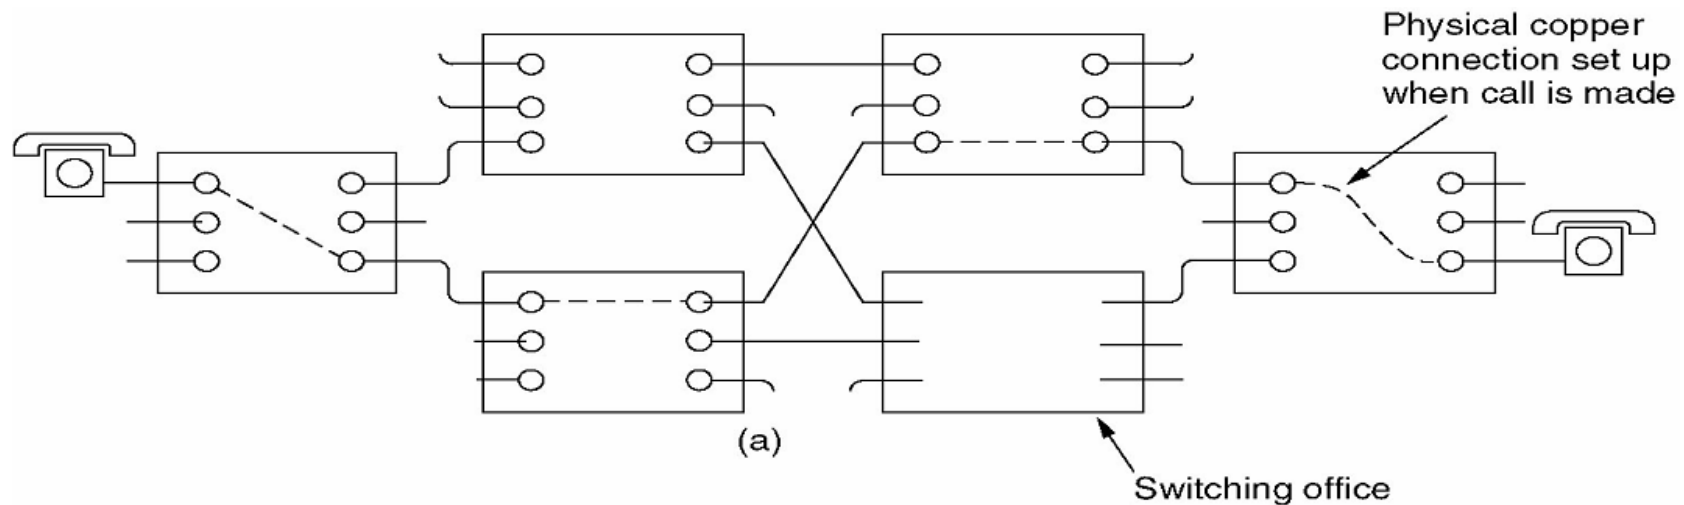 Physical copper
connection set up
when call is made
(a)
Switching office